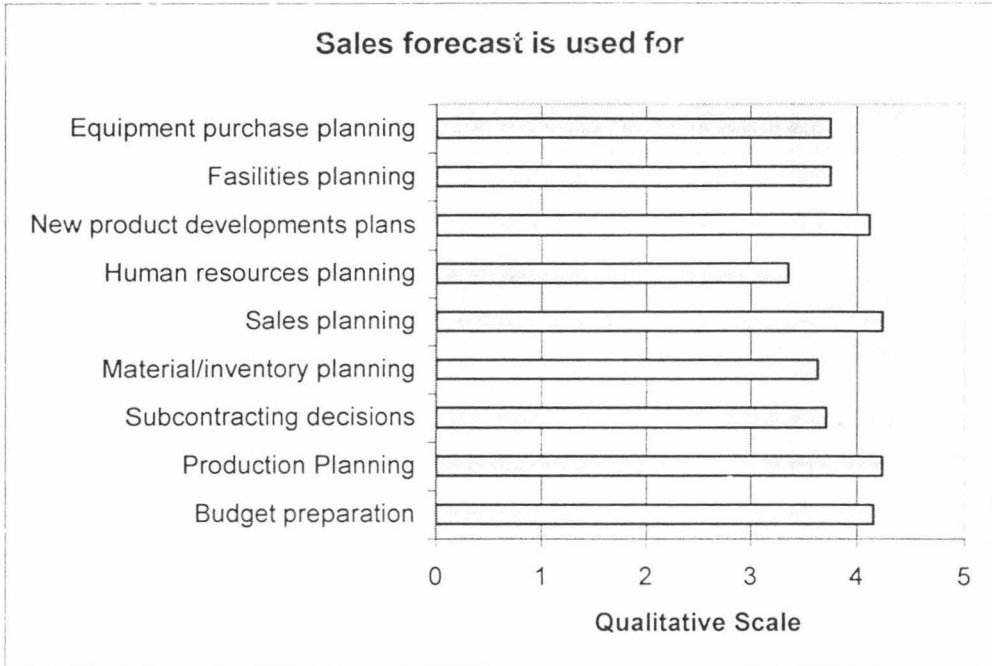 Sales forecast is used for
Equipment purchase planning
Fasilities planning
New product developments plans
Human resources planning
Sales planning
Material/inventory planning
Subcontracting decisions
Production Planning
Budget preparation
0 1 2 3 4 5
Qualitative Scale